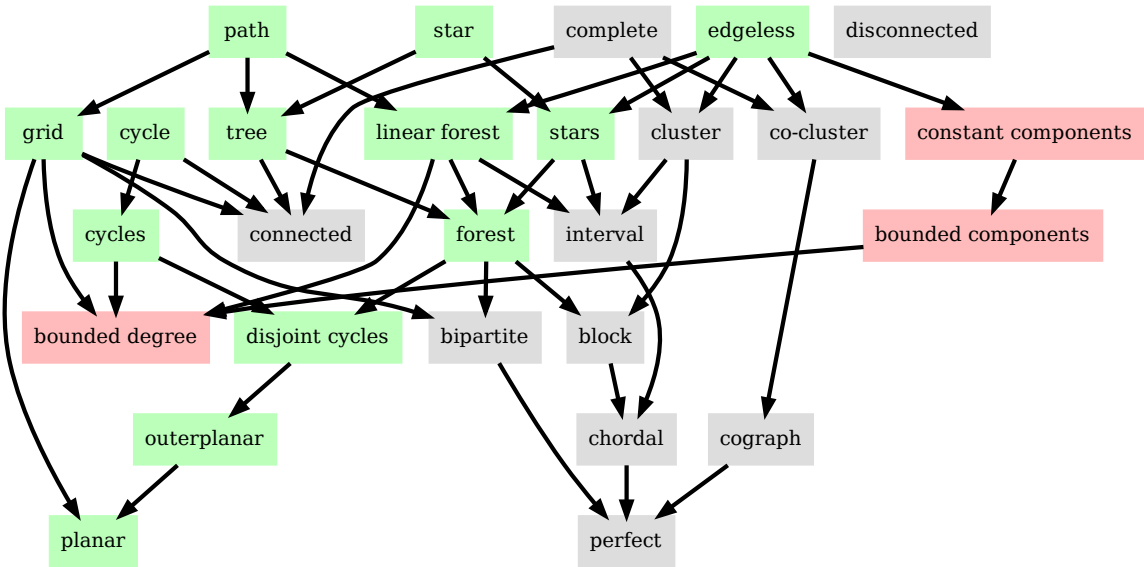 path
star
complete
edgeless
disconnected
grid
cycle
tree
linear forest
stars
cluster
co-cluster
constant components
cycles
connected
forest
interval
bounded components
bounded degree
disjoint cycles
bipartite
block
outerplanar
chordal
cograph
planar
perfect